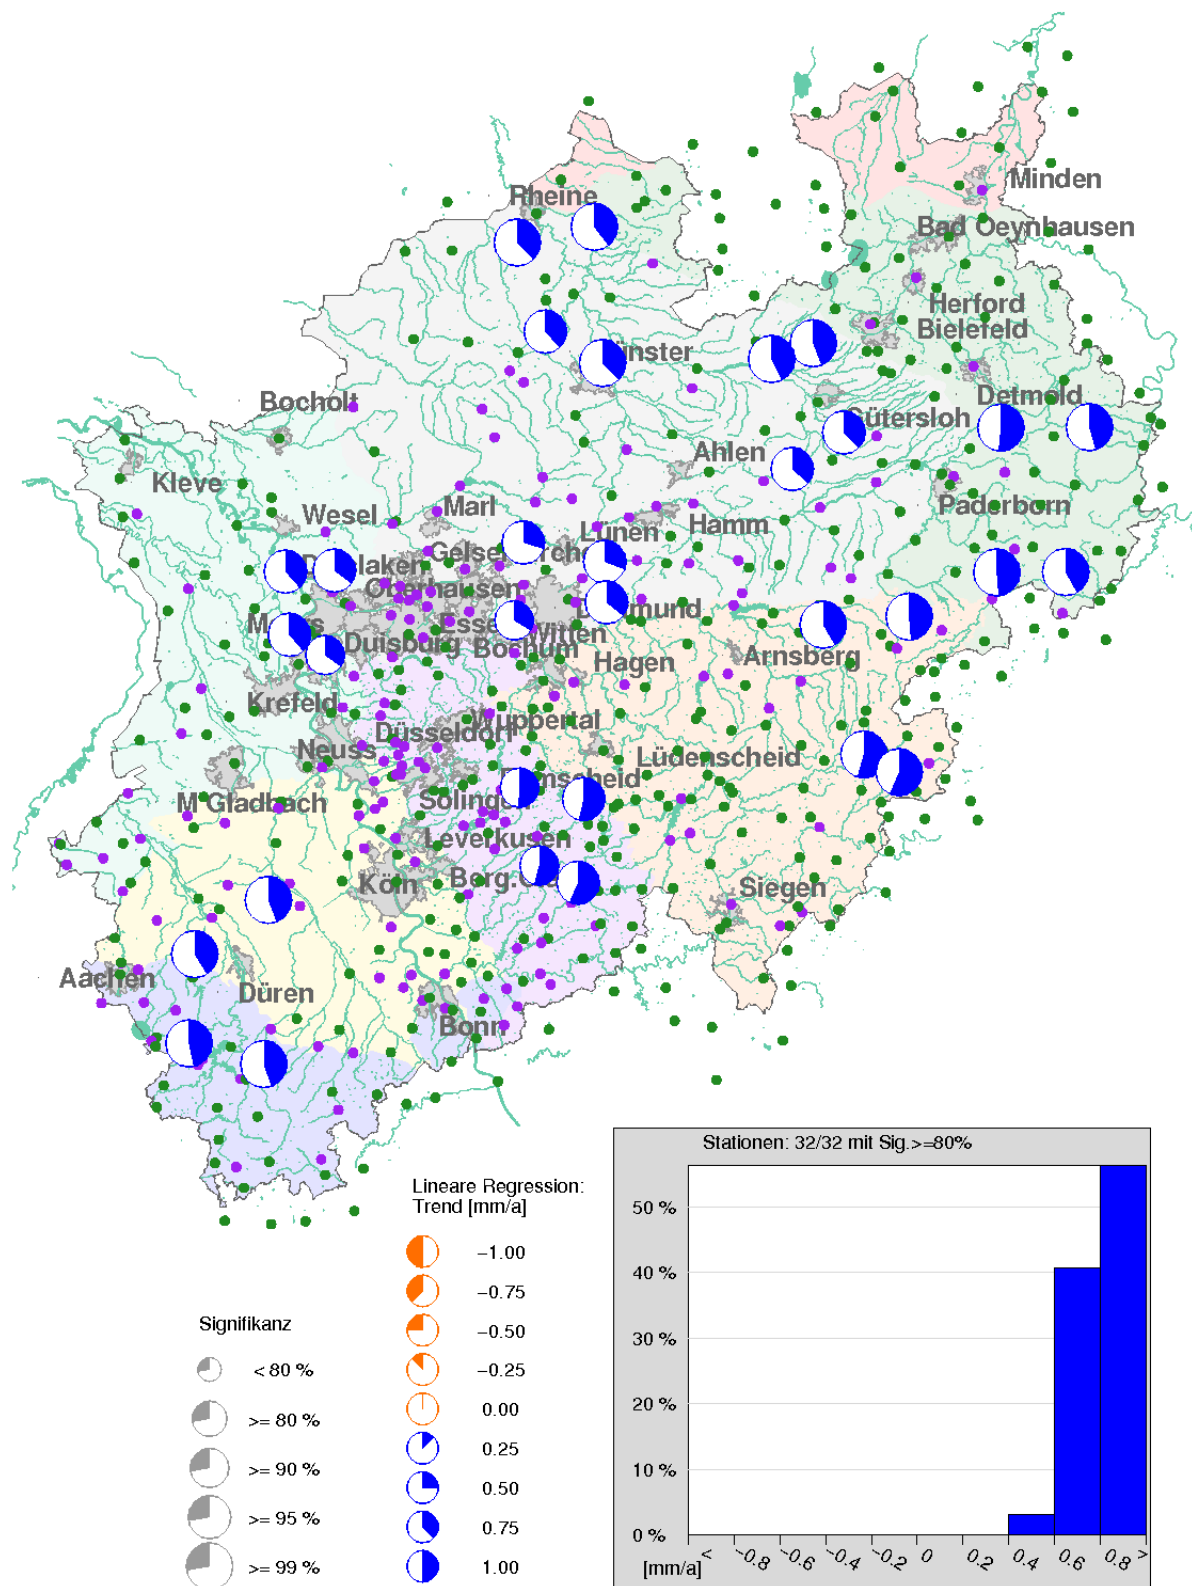 Minden
Rheine
Bad Oeynhausen
Herford
Bielefeld
Münster
Detmold
Bocholt
Gütersloh
Ahlen
Kleve
Paderborn
Marl
Wesel
Hamm
Lünen
Oberhausen
Duisburg
Bochum
Witten
Hagen
Arnsberg
Krefeld
Wuppertal
Düsseldorf
Neuss
Lüdenscheid
M Gladbach
Leverkusen
Köln
Siegen
Aachen
Düren
Bonn
Stationen: 32/32 mit Sig.>=80%
Lineare Regression:
Trend [mm/a]
−1.00
−0.75
−0.50
−0.25
0.00
0.25
0.50
0.75
1.00
Signifikanz
< 80 %
>= 80 %
>= 90 %
>= 95 %
>= 99 %
50 %
40 %
30 %
20 %
10 %
0 %
< −0.8 −0.6 −0.4 −0.2 0 0.2 0.4 0.6 0.8 >
[mm/a]